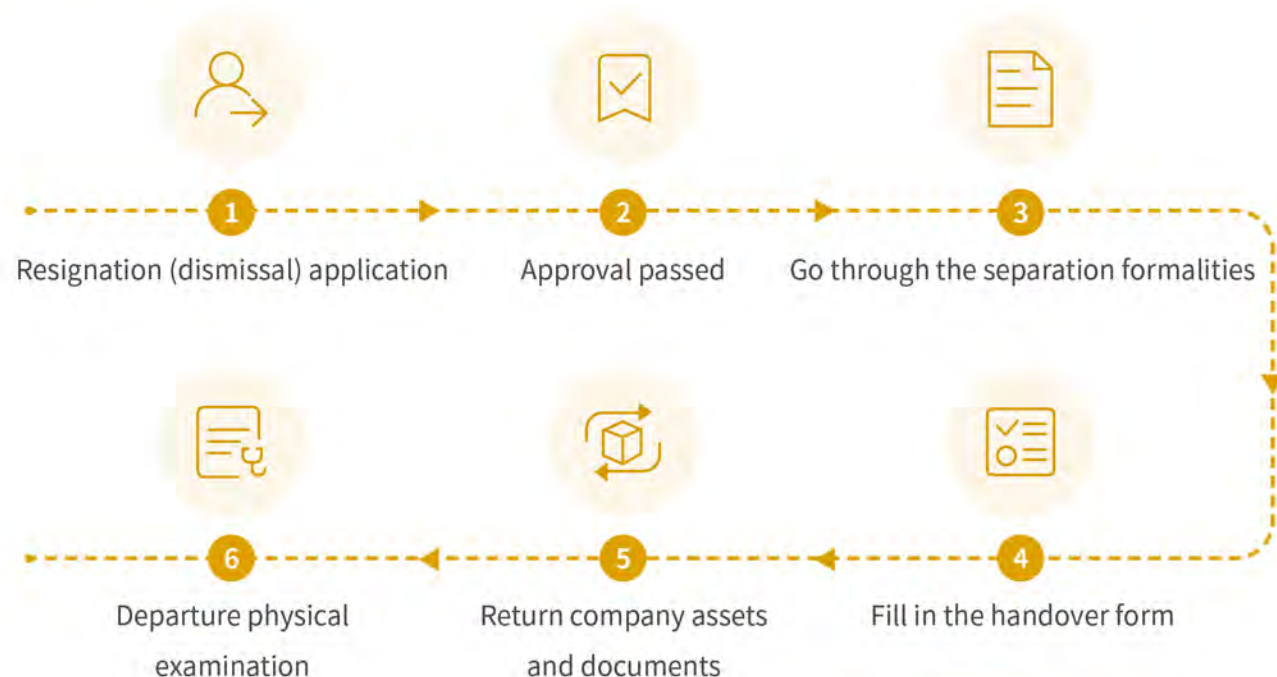 1
2
3
Resignation (dismissal) application
Approval passed
Go through the separation formalities
6
5
4
Departure physical
examination
Return company assets
and documents
Fill in the handover form